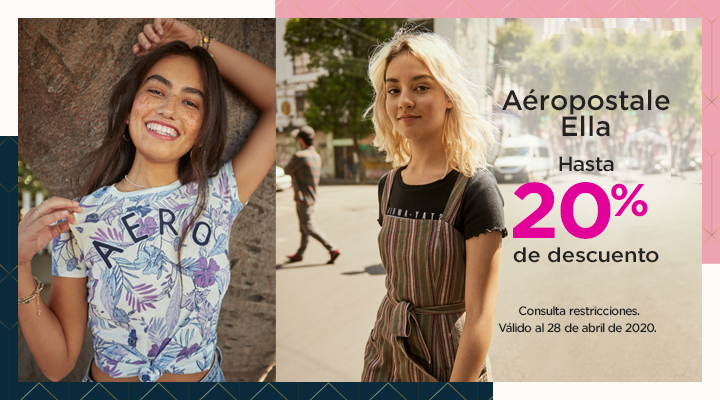 AERO
Aéropostale
Ella
Hasta
20%
de descuento
Consulta restricciones.
Válido al 28 de abril de 2020.